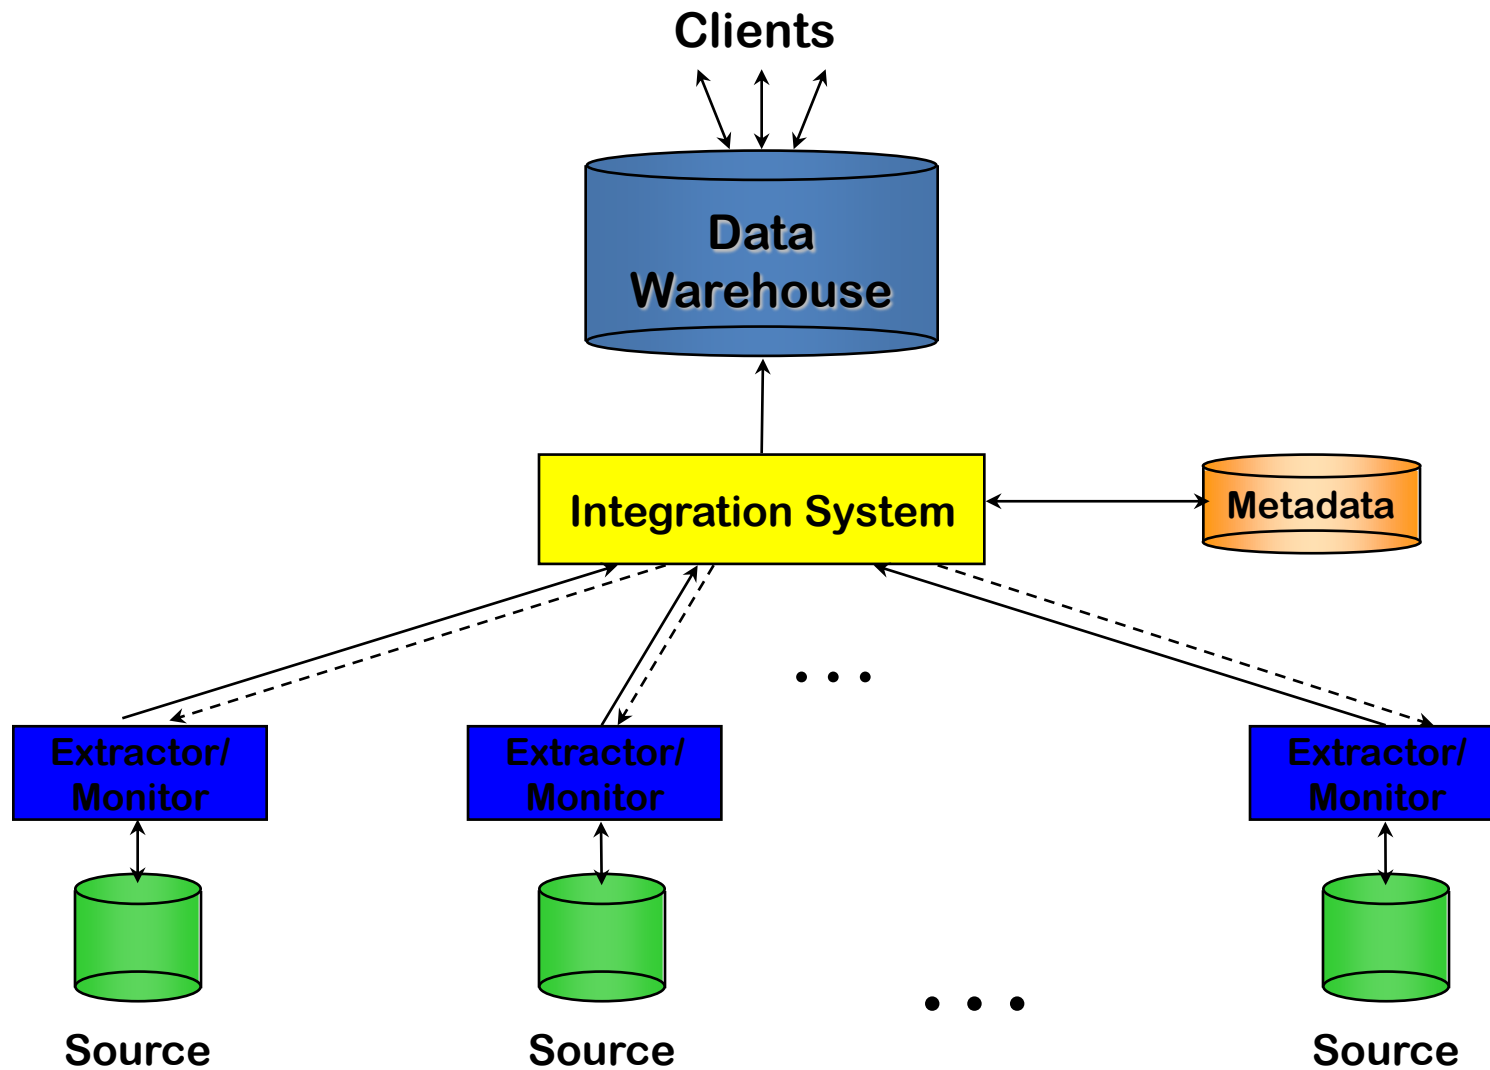 Clients
Data
Warehouse
Integration System
Metadata
. . .
Extractor/
Monitor
Extractor/
Monitor
Extractor/
Monitor
. . .
Source
Source
Source